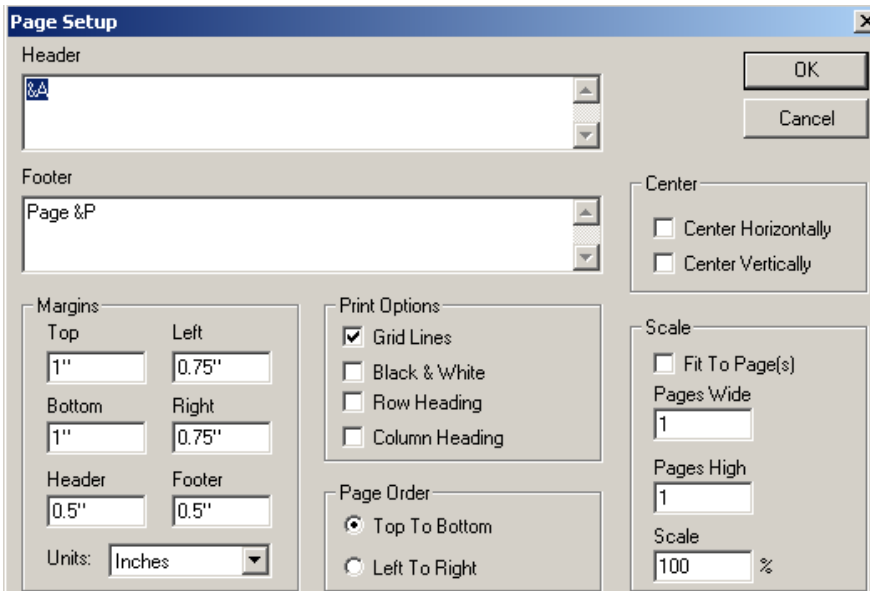 Page Setup
Header
&A
OK
Cancel
Footer
Page &P
Center
Center Horizontally
Center Vertically
Margins
Top Left
1" 0.75"
Bottom Right
1" 0.75"
Header Footer
0.5" 0.5"
Units: Inches
Print Options
Grid Lines
Black & White
Row Heading
Column Heading
Page Order
Top To Bottom
Left To Right
Scale
Fit To Page(s)
Pages Wide
1
Pages High
1
Scale
100 %